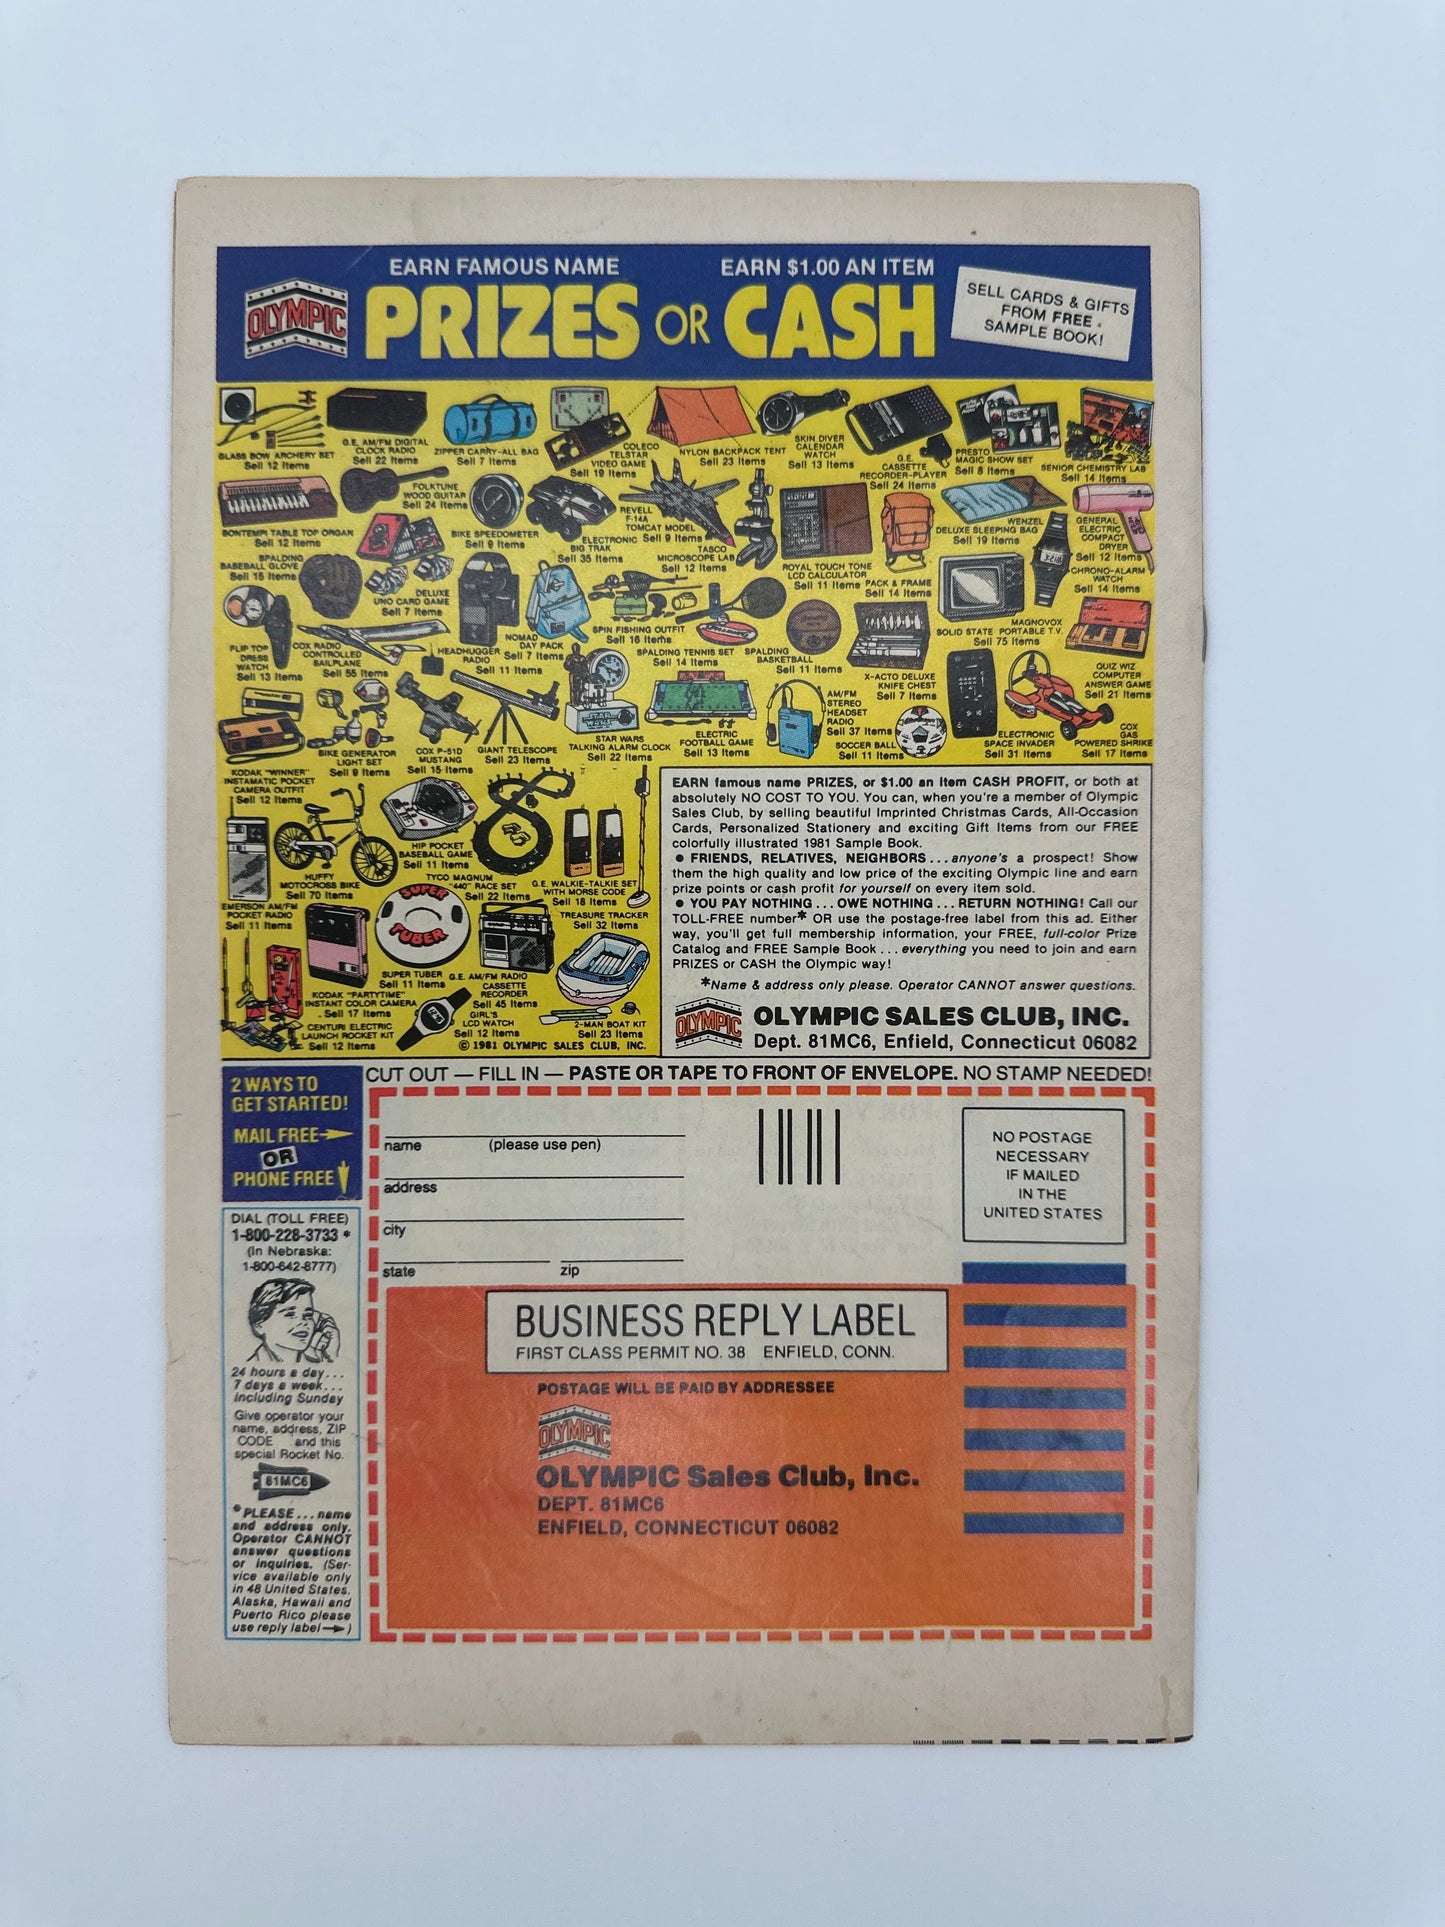 EARN FAMOUS NAME
EARN $1.00 AN ITEM
OLYMPIC
PRIZES OR CASH
SELL CARDS & GIFTS
FROM FREE
SAMPLE BOOK!
GLASS BOW ARCHERY SET
Sell 12 Items
G.E. AM/FM DIGITAL
CLOCK RADIO
Sell 22 Items
ZIPPER CARRY-ALL BAG
Sell 7 Items
COLECO
TELSTAR
VIDEO GAME
Sell 19 Items
NYLON BACKPACK TENT
Sell 23 Items
SKIN DIVER
CALENDAR
WATCH
Sell 13 Items
G.E.
CASSETTE
RECORDER-PLAYER
Sell 24 Items
PRESTO
MAGIC SHOW SET
Sell 8 Items
SENIOR CHEMISTRY LAB
Sell 14 Items
BONTEMPI TABLE TOP ORGAN
Sell 12 Items
FOLKTUNE
WOOD GUITAR
Sell 24 Items
BIKE SPEEDOMETER
Sell 9 Items
ELECTRONIC
BIG TRAK
Sell 35 Items
REVELL
F-14A
TOMCAT MODEL
Sell 9 Items
TASCO
MICROSCOPE LAB
Sell 12 Items
ROYAL TOUCH TONE
LCD CALCULATOR
Sell 11 Items
PACK & FRAME
Sell 14 Items
WENZEL
DELUXE SLEEPING BAG
Sell 19 Items
GENERAL
ELECTRIC
COMPACT
DRYER
Sell 12 Items
SPALDING
BASEBALL GLOVE
Sell 15 Items
DELUXE
UNO CARD GAME
Sell 7 Items
CHRONO-ALARM
WATCH
Sell 14 Items
FLIP TOP
DRESS
WATCH
Sell 13 Items
COX RADIO
CONTROLLED
SAILPLANE
Sell 55 Items
HEADHUGGER
RADIO
Sell 11 Items
NOMAD
DAY PACK
Sell 7 Items
SPIN FISHING OUTFIT
Sell 16 Items
SPALDING TENNIS SET
Sell 14 Items
SPALDING
BASKETBALL
Sell 11 Items
X-ACTO DELUXE
KNIFE CHEST
Sell 7 Items
MAGNOVOX
SOLID STATE PORTABLE T.V.
Sell 75 Items
QUIZ WIZ
COMPUTER
ANSWER GAME
Sell 21 Items
KODAK "WINNER"
INSTAMATIC POCKET
CAMERA OUTFIT
Sell 12 Items
BIKE GENERATOR
LIGHT SET
Sell 9 Items
COX P-51D
MUSTANG
Sell 15 Items
GIANT TELESCOPE
Sell 23 Items
STAR WARS
TALKING ALARM CLOCK
Sell 22 Items
ELECTRIC
FOOTBALL GAME
Sell 13 Items
AM/FM
STEREO
HEADSET
RADIO
Sell 37 Items
SOCCER BALL
Sell 11 Items
ELECTRONIC
SPACE INVADER
Sell 31 Items
COX
GAS
POWERED SHRIKE
Sell 17 Items
EMERSON AM/FM
POCKET RADIO
Sell 11 Items
HUFFY
MOTOCROSS BIKE
Sell 70 Items
HIP POCKET
BASEBALL GAME
Sell 11 Items
TYCO MAGNUM
"440" RACE SET
Sell 22 Items
G.E. WALKIE-TALKIE SET
WITH MORSE CODE
Sell 18 Items
TREASURE TRACKER
Sell 32 Items
SUPER
TUBER
SUPER TUBER
Sell 11 Items
KODAK "PARTYTIME"
INSTANT COLOR CAMERA
Sell 17 Items
G.E. AM/FM RADIO
CASSETTE
RECORDER
Sell 45 Items
CENTURI ELECTRIC
LAUNCH ROCKET KIT
Sell 12 Items
GIRL'S
LCD WATCH
Sell 12 Items
2-MAN BOAT KIT
Sell 23 Items
© 1981 OLYMPIC SALES CLUB, INC.
EARN famous name PRIZES, or $1.00 an item CASH PROFIT, or both at
absolutely NO COST TO YOU. You can, when you're a member of Olympic
Sales Club, by selling beautiful Imprinted Christmas Cards, All-Occasion
Cards, Personalized Stationery and exciting Gift Items from our FREE
colorfully illustrated 1981 Sample Book.
● FRIENDS, RELATIVES, NEIGHBORS... anyone's a prospect! Show
them the high quality and low price of the exciting Olympic line and earn
prize points or cash profit for yourself on every item sold.
● YOU PAY NOTHING... OWE NOTHING... RETURN NOTHING! Call our
TOLL-FREE number* OR use the postage-free label from this ad. Either
way, you'll get full membership information, your FREE, full-color Prize
Catalog and FREE Sample Book... everything you need to join and earn
PRIZES or CASH the Olympic way!
*Name & address only please. Operator CANNOT answer questions.
OLYMPIC
OLYMPIC SALES CLUB, INC.
Dept. 81MC6, Enfield, Connecticut 06082
CUT OUT — FILL IN — PASTE OR TAPE TO FRONT OF ENVELOPE. NO STAMP NEEDED!
2 WAYS TO
GET STARTED!
MAIL FREE
OR
PHONE FREE
DIAL (TOLL FREE)
1-800-228-3733 *
(In Nebraska:
1-800-642-8777)
24 hours a day...
7 days a week...
including Sunday
Give operator your
name, address, ZIP
CODE and this
special Rocket No.
81MC6
*PLEASE... name
and address only.
Operator CANNOT
answer questions
or inquiries. (Ser-
vice available only
in 48 United States.
Alaska, Hawaii and
Puerto Rico please
use reply label→)
name (please use pen)
address
city
state zip
NO POSTAGE
NECESSARY
IF MAILED
IN THE
UNITED STATES
BUSINESS REPLY LABEL
FIRST CLASS PERMIT NO. 38 ENFIELD, CONN.
POSTAGE WILL BE PAID BY ADDRESSEE
OLYMPIC
OLYMPIC Sales Club, Inc.
DEPT. 81MC6
ENFIELD, CONNECTICUT 06082